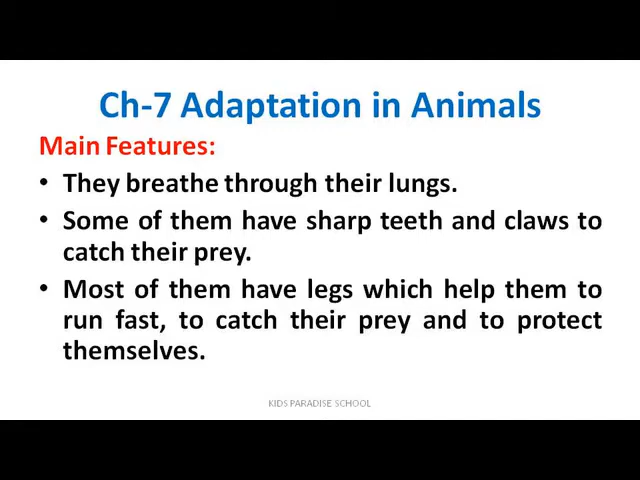 Ch-7 Adaptation in Animals
Main Features:
• They breathe through their lungs.
• Some of them have sharp teeth and claws to
catch their prey.
• Most of them have legs which help them to
run fast, to catch their prey and to protect
themselves.
KIDS PARADISE SCHOOL